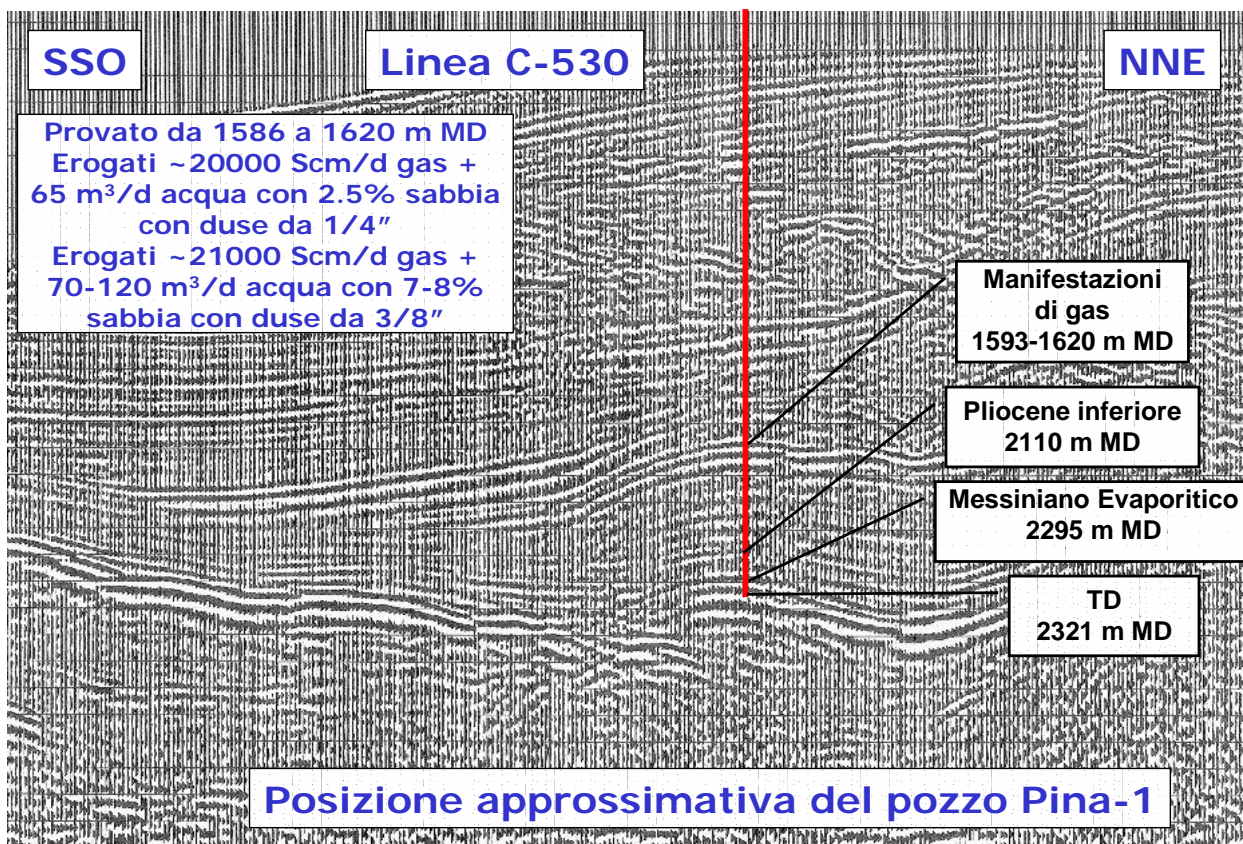 SSO
Linea C-530
NNE
Provato da 1586 a 1620 m MD
Erogati ~20000 Scm/d gas +
65 m³/d acqua con 2.5% sabbia
con duse da 1/4”
Erogati ~21000 Scm/d gas +
70-120 m³/d acqua con 7-8%
sabbia con duse da 3/8”
Manifestazioni
di gas
1593-1620 m MD
Pliocene inferiore
2110 m MD
Messiniano Evaporitico
2295 m MD
TD
2321 m MD
Posizione approssimativa del pozzo Pina-1